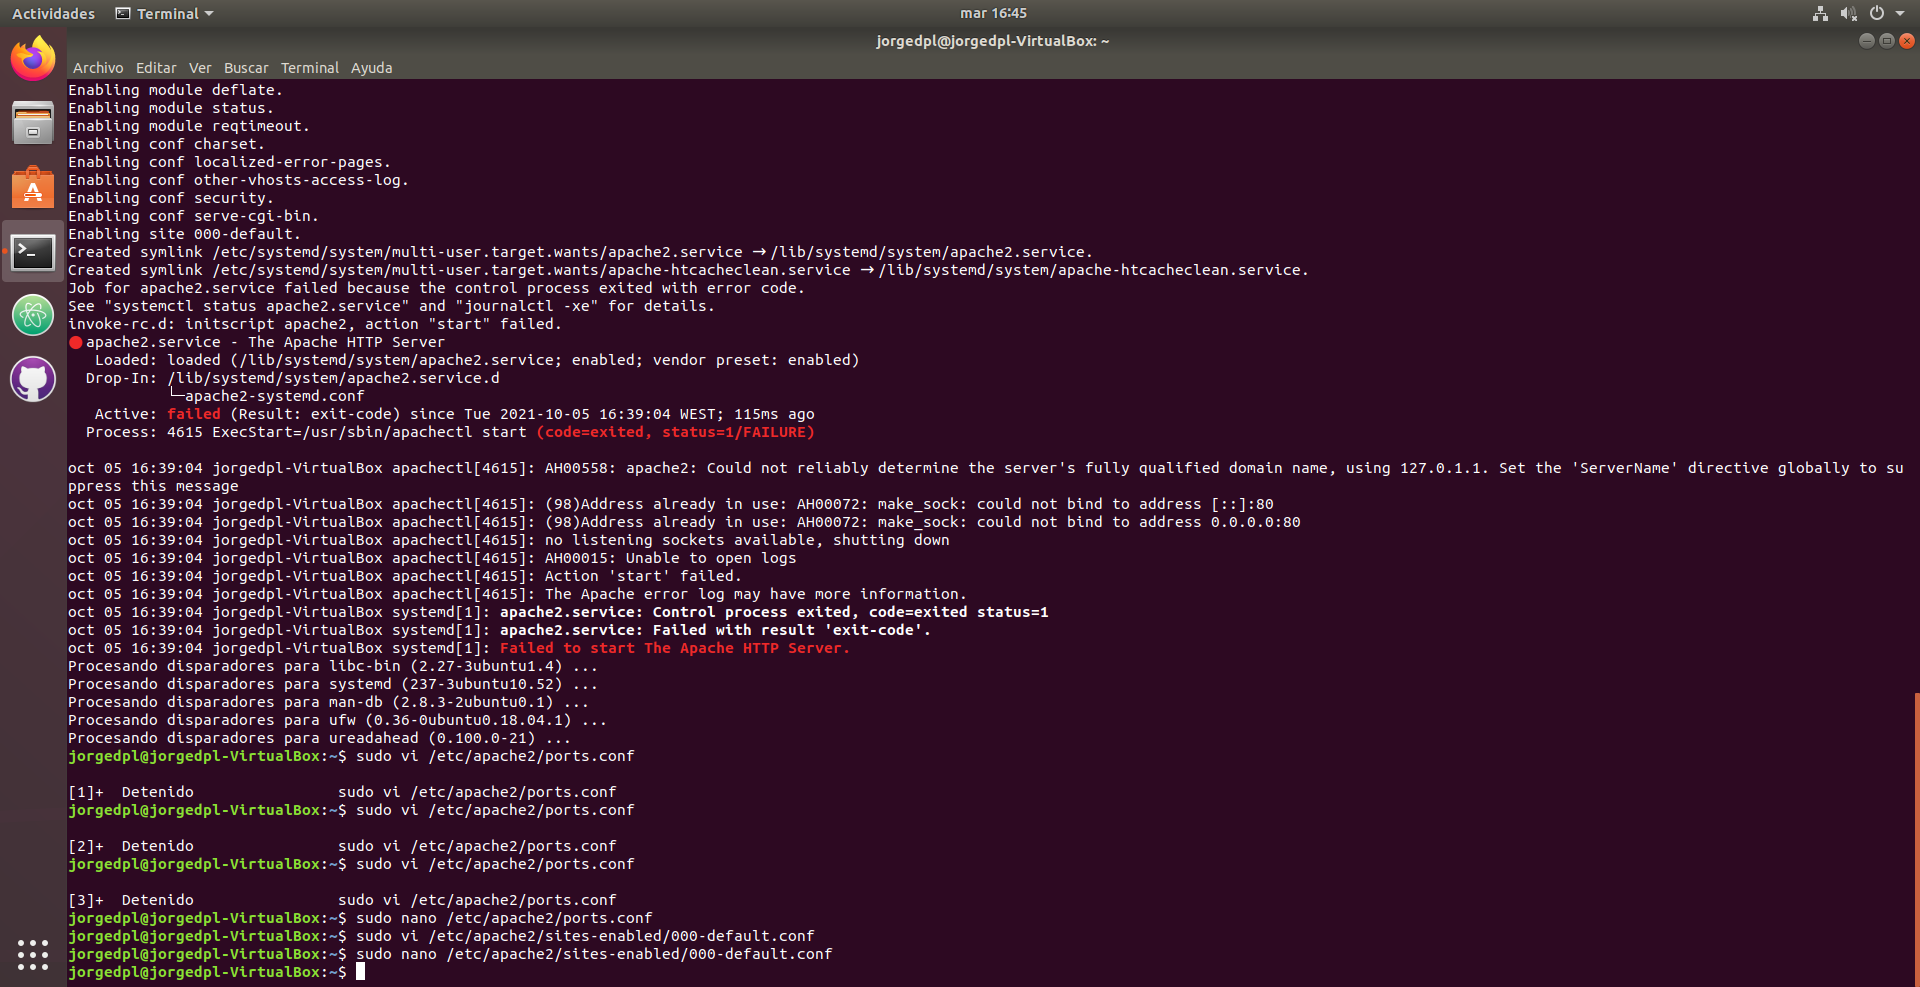 Actividades Terminal mar 16:45
jorgedpl@jorgedpl-VirtualBox: ~
Archivo Editar Ver Buscar Terminal Ayuda
Enabling module deflate.
Enabling module status.
Enabling module reqtimeout.
Enabling conf charset.
Enabling conf localized-error-pages.
Enabling conf other-vhosts-access-log.
Enabling conf security.
Enabling conf serve-cgi-bin.
Enabling site 000-default.
Created symlink /etc/systemd/system/multi-user.target.wants/apache2.service → /lib/systemd/system/apache2.service.
Created symlink /etc/systemd/system/multi-user.target.wants/apache-htcacheclean.service → /lib/systemd/system/apache-htcacheclean.service.
Job for apache2.service failed because the control process exited with error code.
See "systemctl status apache2.service" and "journalctl -xe" for details.
invoke-rc.d: initscript apache2, action "start" failed.
● apache2.service - The Apache HTTP Server
   Loaded: loaded (/lib/systemd/system/apache2.service; enabled; vendor preset: enabled)
  Drop-In: /lib/systemd/system/apache2.service.d
           └─apache2-systemd.conf
   Active: failed (Result: exit-code) since Tue 2021-10-05 16:39:04 WEST; 115ms ago
  Process: 4615 ExecStart=/usr/sbin/apachectl start (code=exited, status=1/FAILURE)
oct 05 16:39:04 jorgedpl-VirtualBox apachectl[4615]: AH00558: apache2: Could not reliably determine the server's fully qualified domain name, using 127.0.1.1. Set the 'ServerName' directive globally to su
ppress this message
oct 05 16:39:04 jorgedpl-VirtualBox apachectl[4615]: (98)Address already in use: AH00072: make_sock: could not bind to address [::]:80
oct 05 16:39:04 jorgedpl-VirtualBox apachectl[4615]: (98)Address already in use: AH00072: make_sock: could not bind to address 0.0.0.0:80
oct 05 16:39:04 jorgedpl-VirtualBox apachectl[4615]: no listening sockets available, shutting down
oct 05 16:39:04 jorgedpl-VirtualBox apachectl[4615]: AH00015: Unable to open logs
oct 05 16:39:04 jorgedpl-VirtualBox apachectl[4615]: Action 'start' failed.
oct 05 16:39:04 jorgedpl-VirtualBox apachectl[4615]: The Apache error log may have more information.
oct 05 16:39:04 jorgedpl-VirtualBox systemd[1]: apache2.service: Control process exited, code=exited status=1
oct 05 16:39:04 jorgedpl-VirtualBox systemd[1]: apache2.service: Failed with result 'exit-code'.
oct 05 16:39:04 jorgedpl-VirtualBox systemd[1]: Failed to start The Apache HTTP Server.
Procesando disparadores para libc-bin (2.27-3ubuntu1.4) ...
Procesando disparadores para systemd (237-3ubuntu10.52) ...
Procesando disparadores para man-db (2.8.3-2ubuntu0.1) ...
Procesando disparadores para ufw (0.36-0ubuntu0.18.04.1) ...
Procesando disparadores para ureadahead (0.100.0-21) ...
jorgedpl@jorgedpl-VirtualBox:~$ sudo vi /etc/apache2/ports.conf
[1]+  Detenido                sudo vi /etc/apache2/ports.conf
jorgedpl@jorgedpl-VirtualBox:~$ sudo vi /etc/apache2/ports.conf
[2]+  Detenido                sudo vi /etc/apache2/ports.conf
jorgedpl@jorgedpl-VirtualBox:~$ sudo vi /etc/apache2/ports.conf
[3]+  Detenido                sudo vi /etc/apache2/ports.conf
jorgedpl@jorgedpl-VirtualBox:~$ sudo nano /etc/apache2/ports.conf
jorgedpl@jorgedpl-VirtualBox:~$ sudo vi /etc/apache2/sites-enabled/000-default.conf
jorgedpl@jorgedpl-VirtualBox:~$ sudo nano /etc/apache2/sites-enabled/000-default.conf
jorgedpl@jorgedpl-VirtualBox:~$